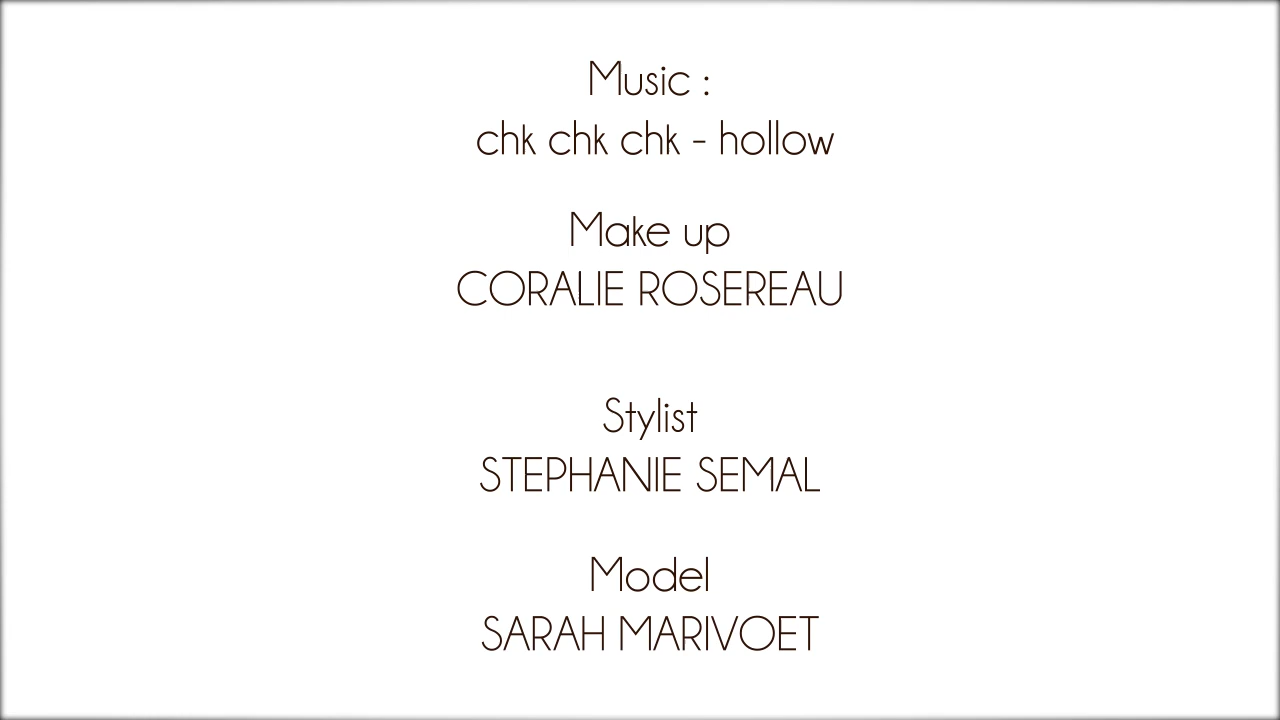 Music :
chk chk chk - hollow
Make up
CORALIE ROSEREAU
Stylist
STEPHANIE SEMAL
Model
SARAH MARIVOET